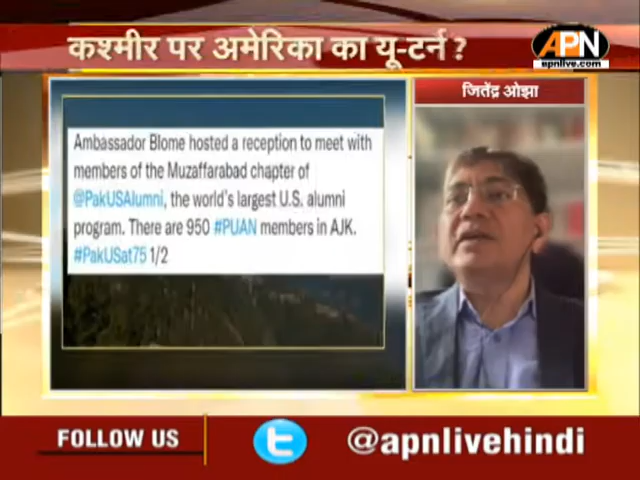 कश्मीर पर अमेरिका का यू-टर्न ?
APN
apnlive.com
जितेंद्र ओझा
Ambassador Blome hosted a reception to meet with
members of the Muzaffarabad chapter of
@PakUSAlumni, the world's largest U.S. alumni
program. There are 950 #PUAN members in AJK.
#PakUSat75 1/2
FOLLOW US
@apnlivehindi